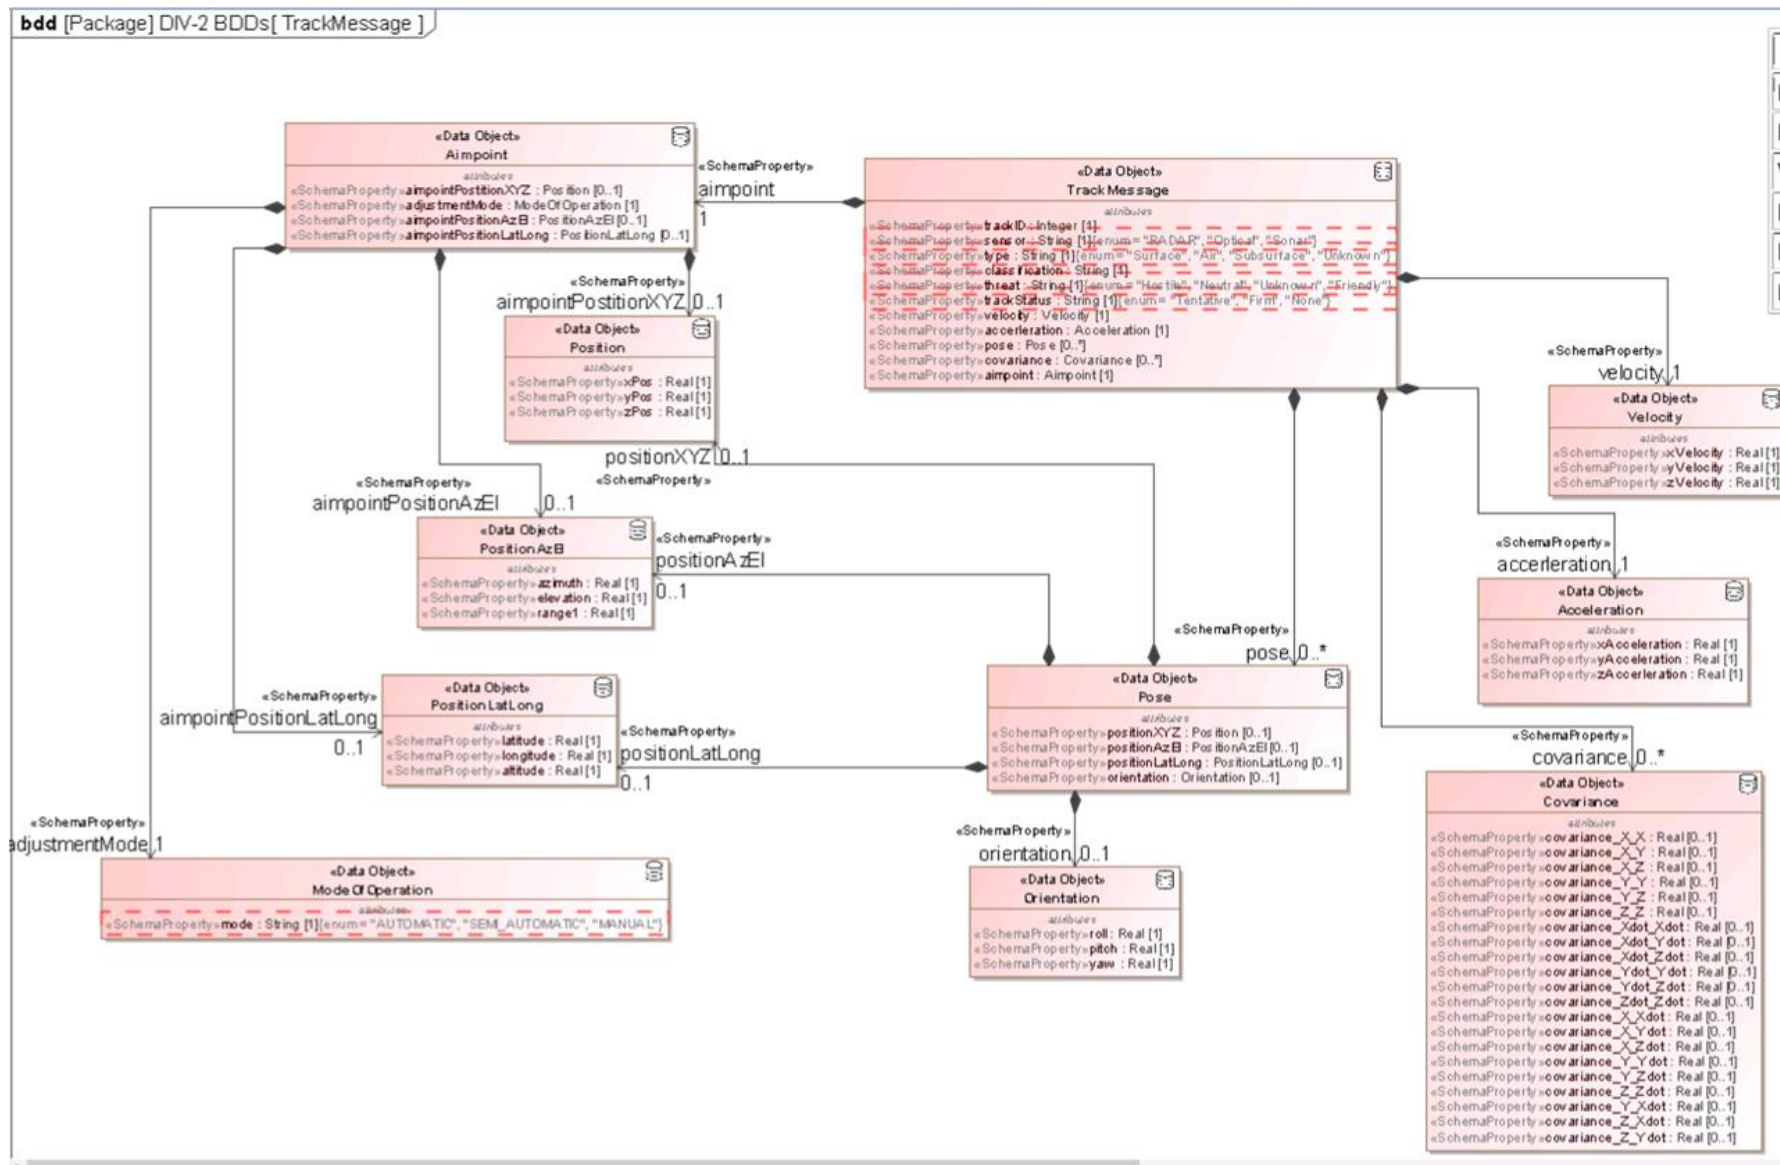 bdd [Package] DIV-2 BDDs[ TrackMessage ]
«Data Object»
Aimpoint
attributes
«SchemaProperty»aimpointPostitionXYZ : Position [0..1]
«SchemaProperty»adjustmentMode : ModeOfOperation [1]
«SchemaProperty»aimpointPositionAzEl : PositionAzEl[0..1]
«SchemaProperty»aimpointPositionLatLong : PositionLatLong [0..1]
«SchemaProperty»
aimpoint
1
«Data Object»
TrackMessage
attributes
«SchemaProperty»trackID : Integer [1]
«SchemaProperty»sensor : String [1]{enum= "RADAR", "Optical", "Sonar"}
«SchemaProperty»type : String [1]{enum= "Surface", "Air", "Subsurface", "Unknown"}
«SchemaProperty»classification : String [1]
«SchemaProperty»threat : String [1]{enum= "Hostile", "Neutral", "Unknown", "Friendly"}
«SchemaProperty»trackStatus : String [1]{enum= "Tentative", "Firm", "None"}
«SchemaProperty»velocity : Velocity [1]
«SchemaProperty»accerleration : Acceleration [1]
«SchemaProperty»pose : Pose [0..*]
«SchemaProperty»covariance : Covariance [0..*]
«SchemaProperty»aimpoint : Aimpoint [1]
«SchemaProperty»
aimpointPostitionXYZ 0..1
«Data Object»
Position
attributes
«SchemaProperty»xPos : Real [1]
«SchemaProperty»yPos : Real [1]
«SchemaProperty»zPos : Real [1]
positionXYZ 0..1
«SchemaProperty»
«SchemaProperty»
velocity 1
«Data Object»
Velocity
attributes
«SchemaProperty»xVelocity : Real [1]
«SchemaProperty»yVelocity : Real [1]
«SchemaProperty»zVelocity : Real [1]
«SchemaProperty»
aimpointPositionAzEl 0..1
«Data Object»
PositionAzEl
attributes
«SchemaProperty»azimuth : Real [1]
«SchemaProperty»elevation : Real [1]
«SchemaProperty»range1 : Real [1]
«SchemaProperty»
positionAzEl
0..1
«SchemaProperty»
accerleration 1
«Data Object»
Acceleration
attributes
«SchemaProperty»xAcceleration : Real [1]
«SchemaProperty»yAcceleration : Real [1]
«SchemaProperty»zAccerleration : Real [1]
«SchemaProperty»
pose 0..*
«Data Object»
Pose
attributes
«SchemaProperty»positionXYZ : Position [0..1]
«SchemaProperty»positionAzEl : PositionAzEl[0..1]
«SchemaProperty»positionLatLong : PositionLatLong [0..1]
«SchemaProperty»orientation : Orientation [0..1]
«SchemaProperty»
aimpointPositionLatLong
0..1
«Data Object»
PositionLatLong
attributes
«SchemaProperty»latitude : Real [1]
«SchemaProperty»longitude : Real [1]
«SchemaProperty»altitude : Real [1]
«SchemaProperty»
positionLatLong
0..1
«SchemaProperty»
covariance 0..*
«Data Object»
Covariance
attributes
«SchemaProperty»covariance_X_X : Real [0..1]
«SchemaProperty»covariance_X_Y : Real [0..1]
«SchemaProperty»covariance_X_Z : Real [0..1]
«SchemaProperty»covariance_Y_Y : Real [0..1]
«SchemaProperty»covariance_Y_Z : Real [0..1]
«SchemaProperty»covariance_Z_Z : Real [0..1]
«SchemaProperty»covariance_Xdot_Xdot : Real [0..1]
«SchemaProperty»covariance_Xdot_Ydot : Real [0..1]
«SchemaProperty»covariance_Xdot_Zdot : Real [0..1]
«SchemaProperty»covariance_Ydot_Ydot : Real [0..1]
«SchemaProperty»covariance_Ydot_Zdot : Real [0..1]
«SchemaProperty»covariance_Zdot_Zdot : Real [0..1]
«SchemaProperty»covariance_X_Xdot : Real [0..1]
«SchemaProperty»covariance_X_Ydot : Real [0..1]
«SchemaProperty»covariance_X_Zdot : Real [0..1]
«SchemaProperty»covariance_Y_Ydot : Real [0..1]
«SchemaProperty»covariance_Y_Zdot : Real [0..1]
«SchemaProperty»covariance_Z_Zdot : Real [0..1]
«SchemaProperty»covariance_Y_Xdot : Real [0..1]
«SchemaProperty»covariance_Z_Xdot : Real [0..1]
«SchemaProperty»covariance_Z_Ydot : Real [0..1]
«SchemaProperty»
adjustmentMode 1
«Data Object»
ModeOfOperation
attributes
«SchemaProperty»mode : String [1]{enum= "AUTOMATIC", "SEMI_AUTOMATIC", "MANUAL"}
«SchemaProperty»
orientation 0..1
«Data Object»
Orientation
attributes
«SchemaProperty»roll : Real [1]
«SchemaProperty»pitch : Real [1]
«SchemaProperty»yaw : Real [1]